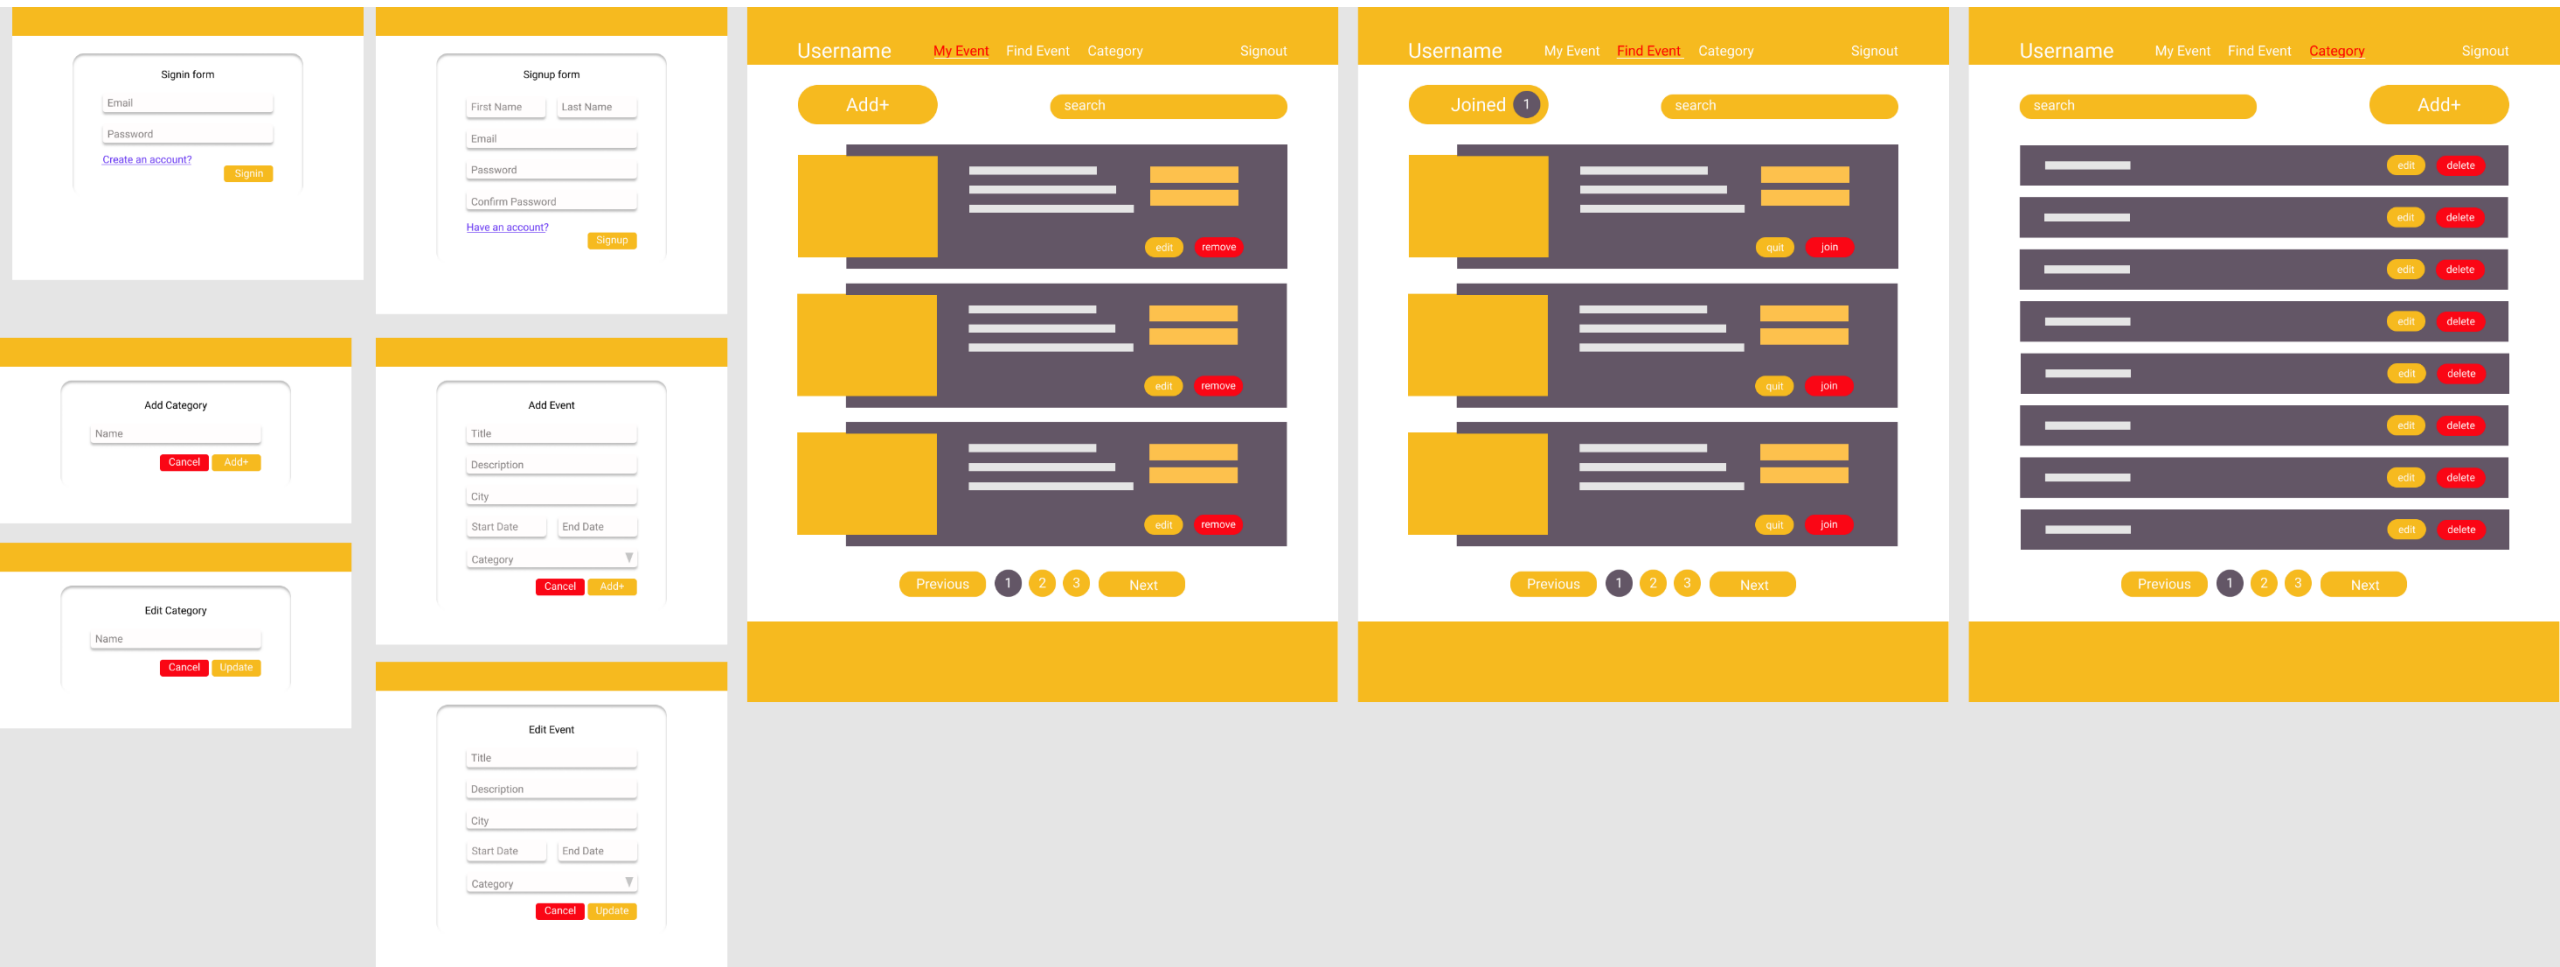 Signin form
Email
Password
Create an account?
Signin
Signup form
First Name Last Name
Email
Password
Confirm Password
Have an account?
Signup
Add Category
Name
Cancel Add+
Edit Category
Name
Cancel Update
Add Event
Title
Description
City
Start Date End Date
Category
Cancel Add+
Edit Event
Title
Description
City
Start Date End Date
Category
Cancel Update
Username My Event Find Event Category Signout
Add+ search
edit remove
edit remove
edit remove
Previous 1 2 3 Next
Username My Event Find Event Category Signout
Joined 1 search
quit join
quit join
quit join
Previous 1 2 3 Next
Username My Event Find Event Category Signout
search Add+
edit delete
edit delete
edit delete
edit delete
edit delete
edit delete
edit delete
edit delete
Previous 1 2 3 Next